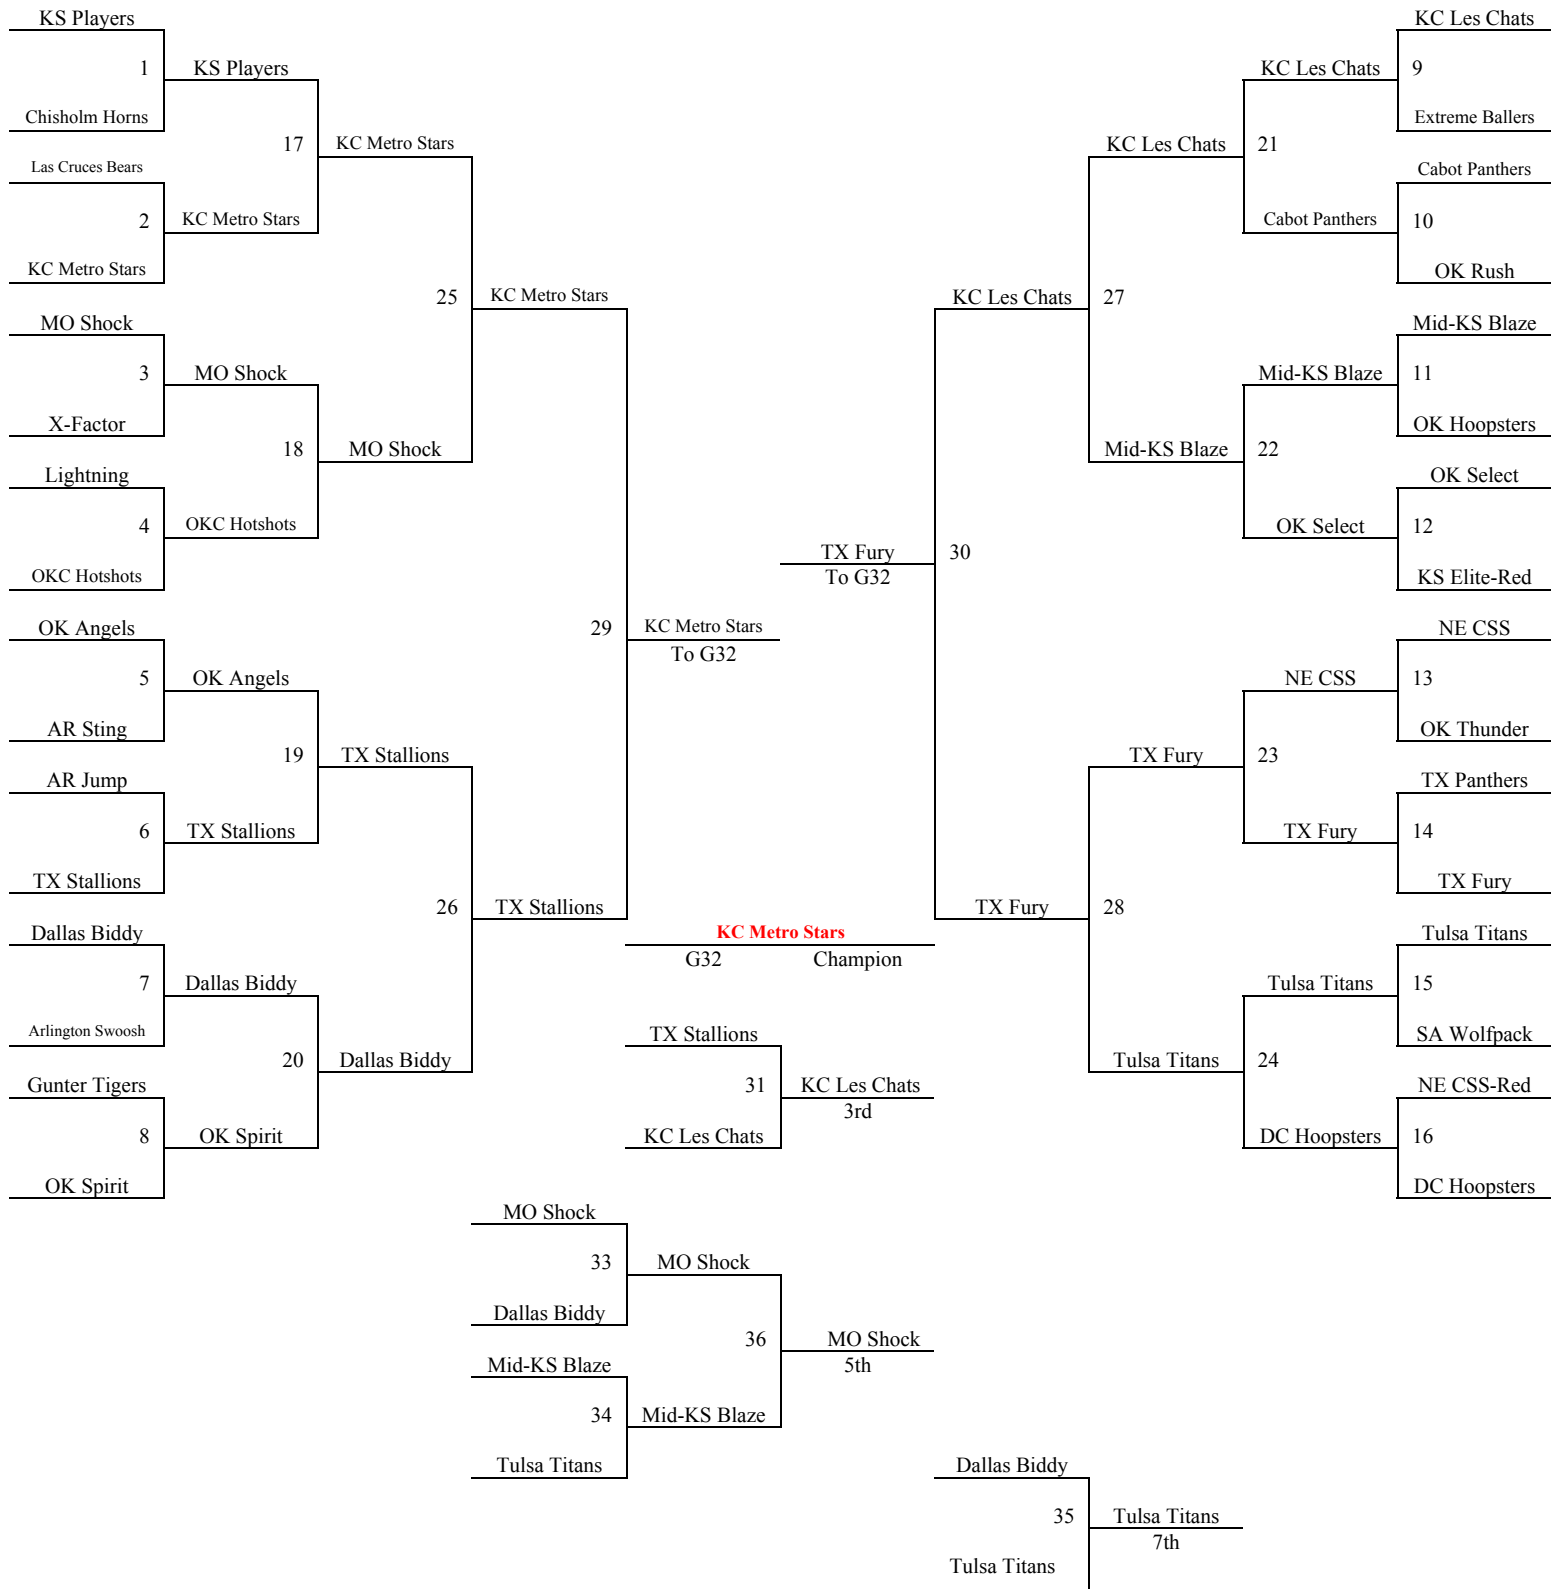 KS Players
KC Les Chats
1
KS Players
KC Les Chats
9
Chisholm Horns
Extreme Ballers
17
KC Metro Stars
KC Les Chats
21
Las Cruces Bears
Cabot Panthers
2
KC Metro Stars
Cabot Panthers
10
KC Metro Stars
OK Rush
25
KC Metro Stars
KC Les Chats
27
MO Shock
Mid-KS Blaze
3
MO Shock
Mid-KS Blaze
11
X-Factor
OK Hoopsters
18
MO Shock
Mid-KS Blaze
22
Lightning
OK Select
4
OKC Hotshots
OK Select
12
TX Fury
30
To G32
OKC Hotshots
KS Elite-Red
OK Angels
29
KC Metro Stars
NE CSS
To G32
5
OK Angels
NE CSS
13
AR Sting
OK Thunder
19
TX Stallions
TX Fury
23
AR Jump
TX Panthers
6
TX Stallions
TX Fury
14
TX Stallions
TX Fury
26
TX Stallions
TX Fury
28
Dallas Biddy
KC Metro Stars
Tulsa Titans
G32
Champion
7
Dallas Biddy
Tulsa Titans
15
Arlington Swoosh
TX Stallions
SA Wolfpack
20
Dallas Biddy
Tulsa Titans
24
Gunter Tigers
31
KC Les Chats
NE CSS-Red
3rd
8
OK Spirit
KC Les Chats
DC Hoopsters
16
OK Spirit
DC Hoopsters
MO Shock
33
MO Shock
Dallas Biddy
36
MO Shock
5th
Mid-KS Blaze
34
Mid-KS Blaze
Tulsa Titans
Dallas Biddy
35
Tulsa Titans
7th
Tulsa Titans